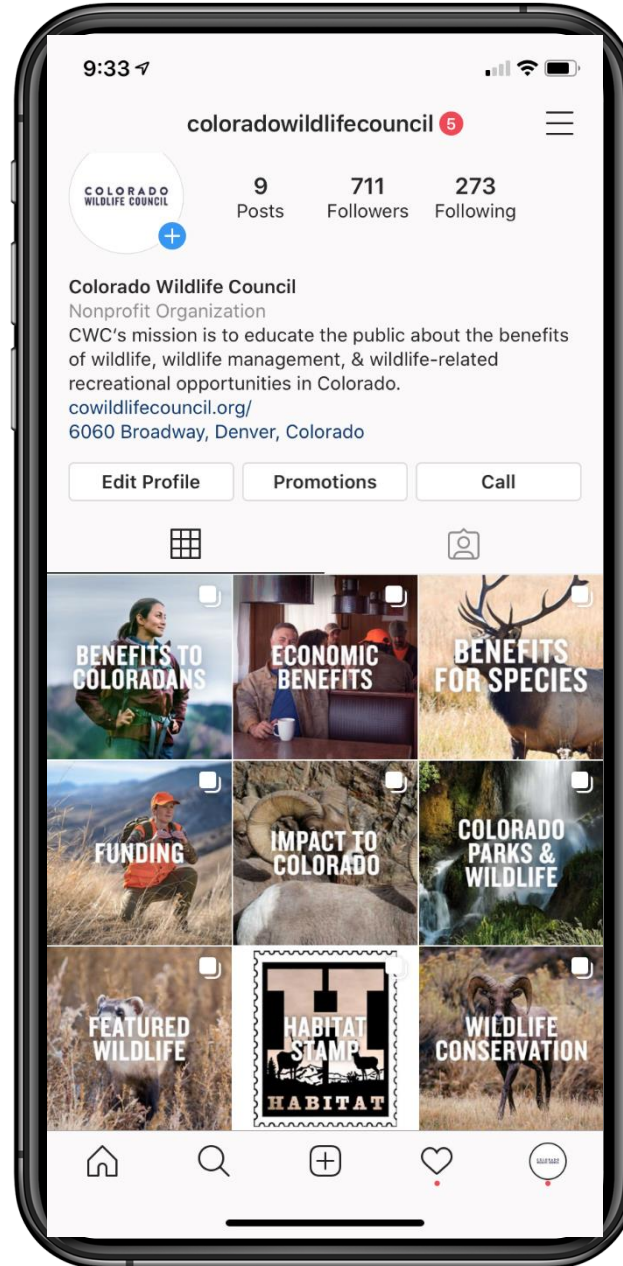 9:33
coloradowildlifecouncil 5
COLORADO
WILDLIFE COUNCIL
9
Posts
711
Followers
273
Following
Colorado Wildlife Council
Nonprofit Organization
CWC's mission is to educate the public about the benefits
of wildlife, wildlife management, & wildlife-related
recreational opportunities in Colorado.
cowildlifecouncil.org/
6060 Broadway, Denver, Colorado
Edit Profile
Promotions
Call
BENEFITS TO
COLORADANS
ECONOMIC
BENEFITS
BENEFITS
FOR SPECIES
FUNDING
IMPACT TO
COLORADO
COLORADO
PARKS &
WILDLIFE
FEATURED
WILDLIFE
HABITAT
STAMP
HABITAT
WILDLIFE
CONSERVATION